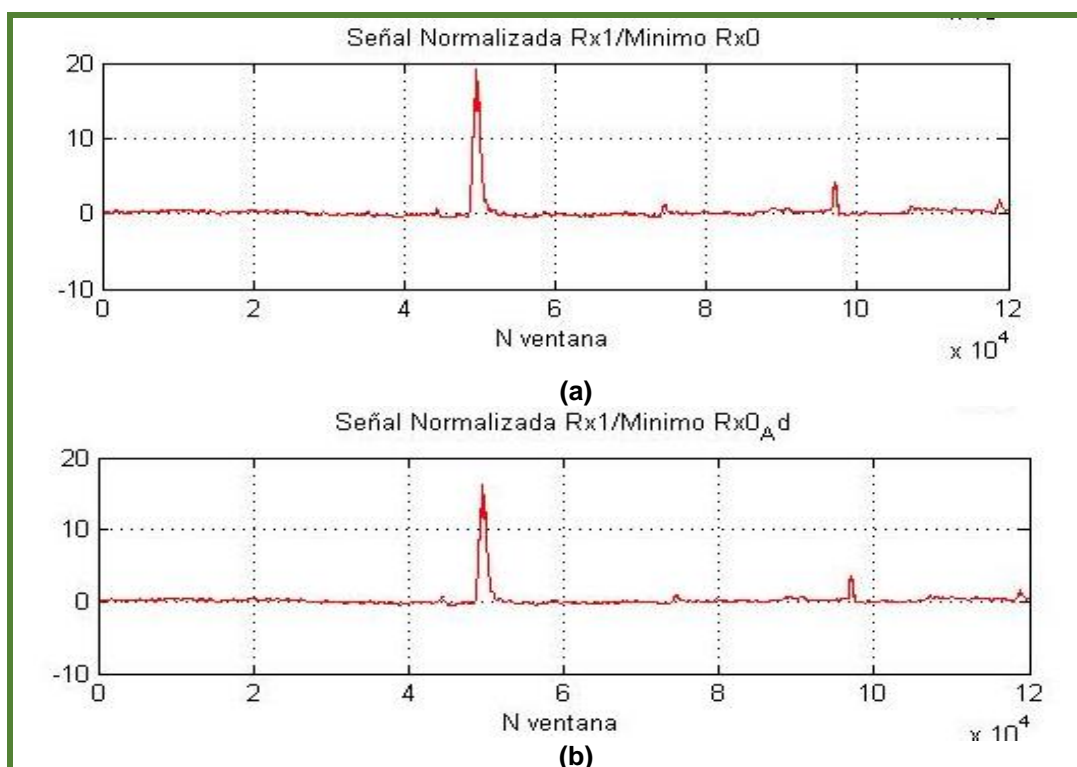 Señal Normalizada Rx1/Minimo Rx0
20
10
0
-10
0 2 4 6 8 10 12
N ventana
x 10^4
(a)
Señal Normalizada Rx1/Minimo Rx0_Ad
20
10
0
-10
0 2 4 6 8 10 12
N ventana
x 10^4
(b)